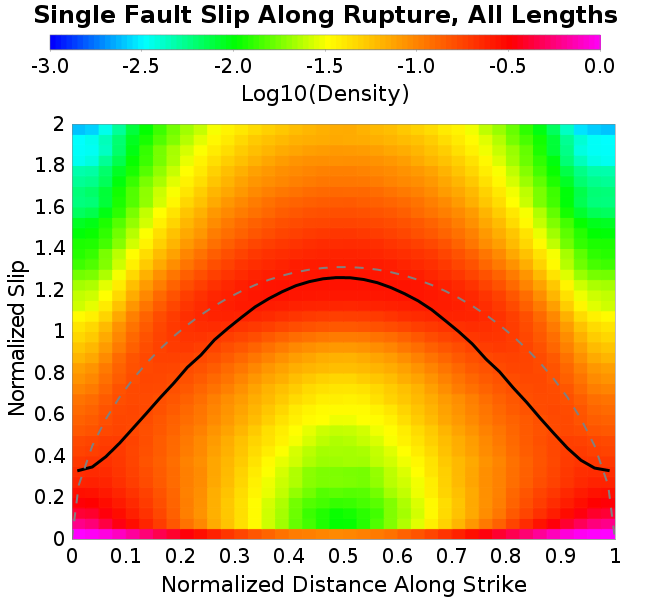 Single Fault Slip Along Rupture, All Lengths
-3.0 -2.5 -2.0 -1.5 -1.0 -0.5 0.0
Log10(Density)
2
1.8
1.6
1.4
1.2
1
0.8
0.6
0.4
0.2
0
Normalized Slip
0 0.1 0.2 0.3 0.4 0.5 0.6 0.7 0.8 0.9 1
Normalized Distance Along Strike